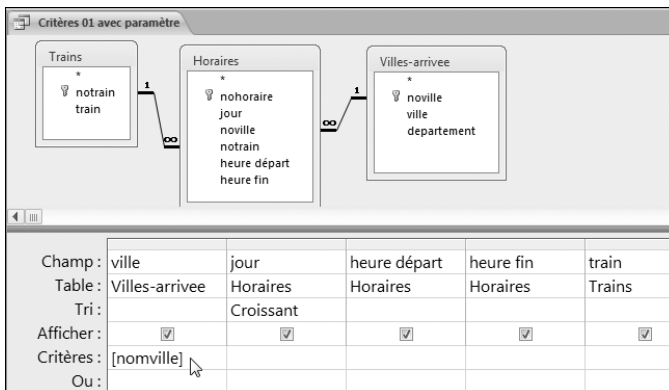 Critères 01 avec paramètre
Trains
*
notrain
train
1
∞
Horaires
*
nohoraire
jour
noville
notrain
heure départ
heure fin
∞
1
Villes-arrivee
*
noville
ville
departement
Champ : ville jour heure départ heure fin train
Table : Villes-arrivee Horaires Horaires Horaires Trains
Tri : Croissant
Afficher :
Critères : [nomville]
Ou :